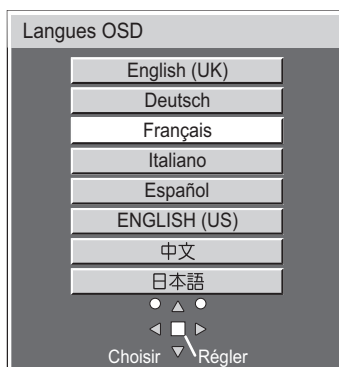 Langues OSD
English (UK)
Deutsch
Français
Italiano
Español
ENGLISH (US)
中文
日本語
Choisir Régler